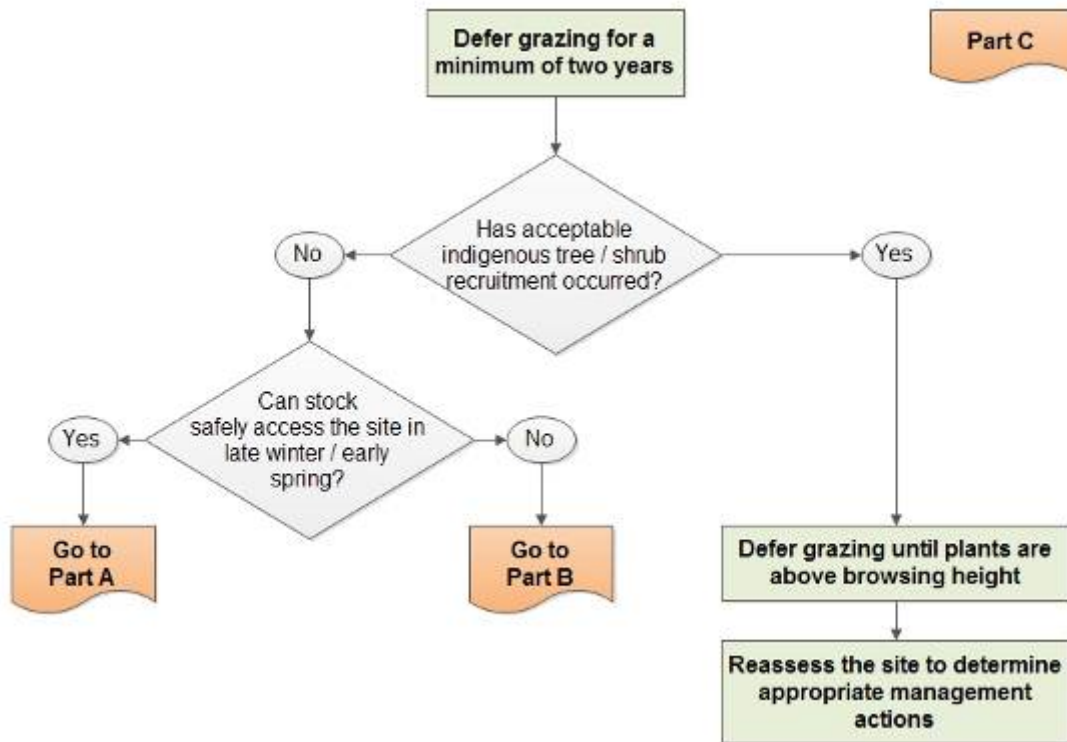 Defer grazing for a
minimum of two years
Part C
Has acceptable
indigenous tree / shrub
recruitment occurred?
No
Yes
Can stock
safely access the site in
late winter / early
spring?
Yes
No
Go to
Part A
Go to
Part B
Defer grazing until plants are
above browsing height
Reassess the site to determine
appropriate management
actions